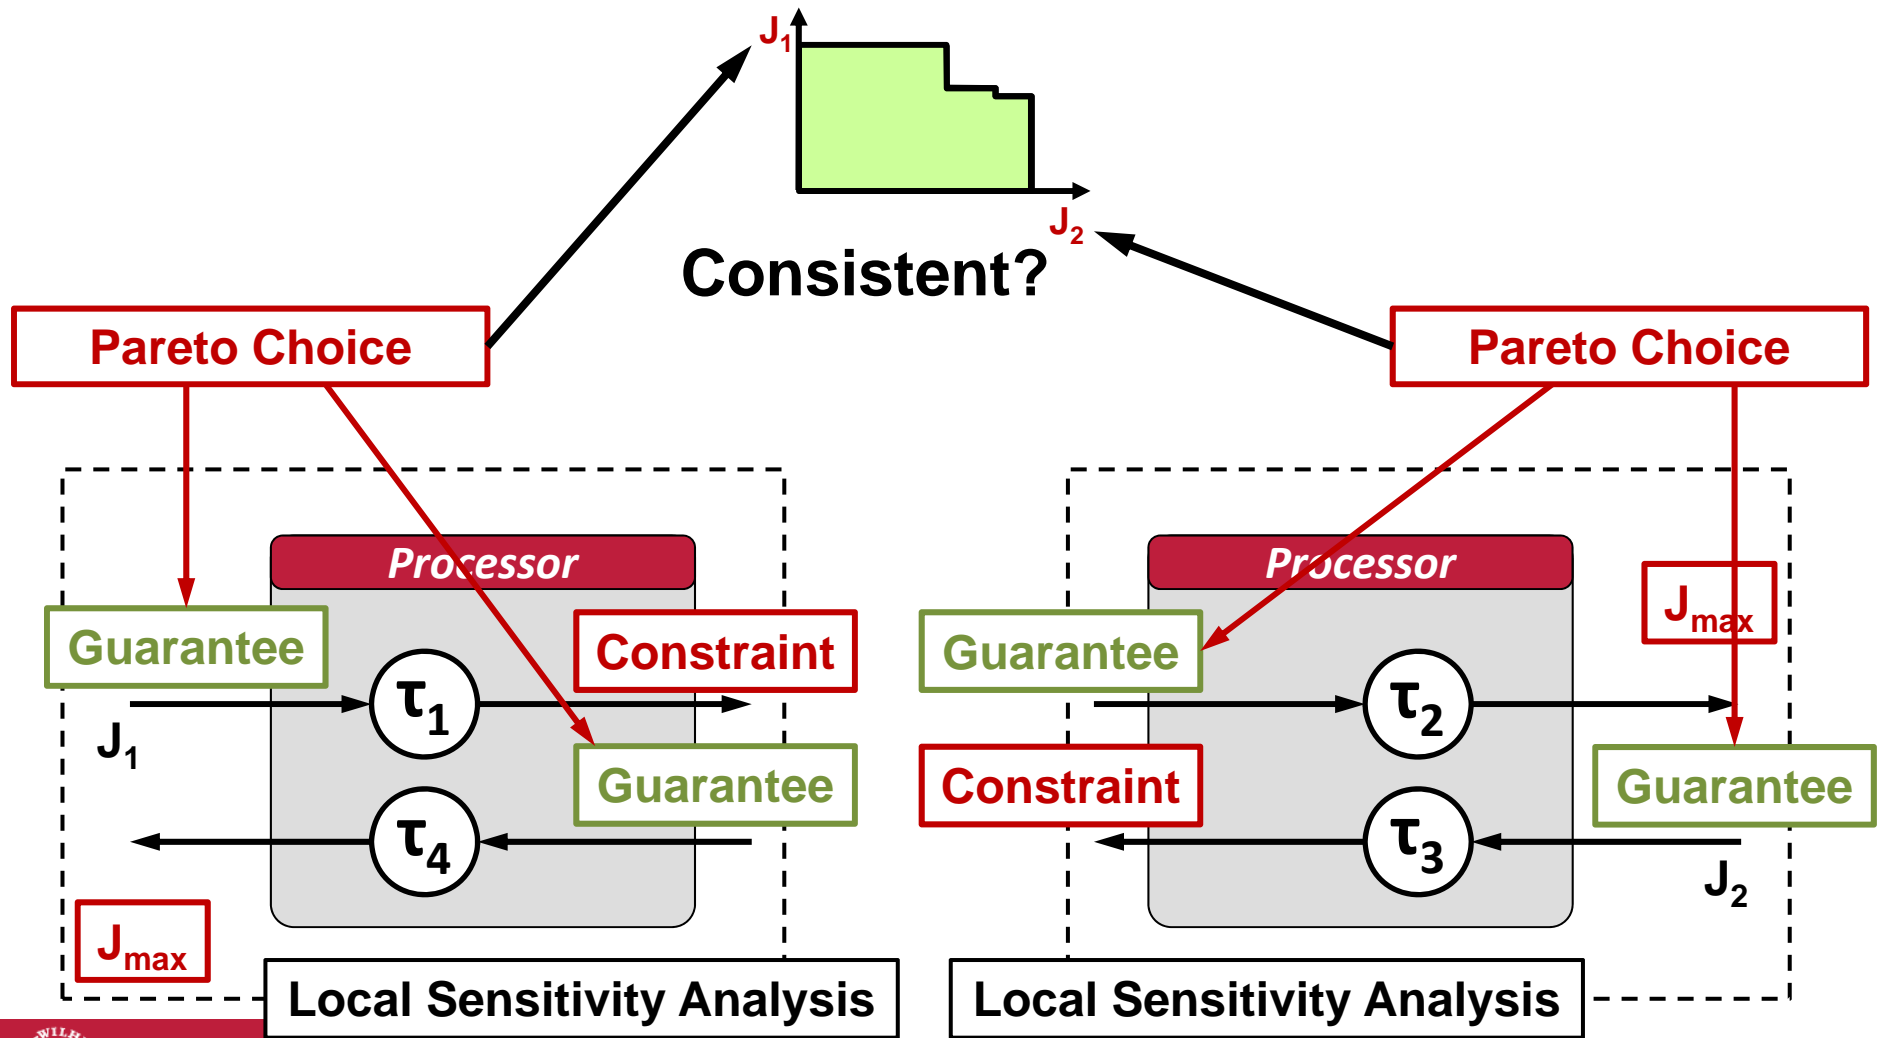 J1
J2
Consistent?
Pareto Choice
Pareto Choice
Processor
Processor
Jmax
Guarantee
Constraint
Guarantee
τ1
τ2
J1
Guarantee
Constraint
Guarantee
τ4
τ3
J2
Jmax
Local Sensitivity Analysis
Local Sensitivity Analysis